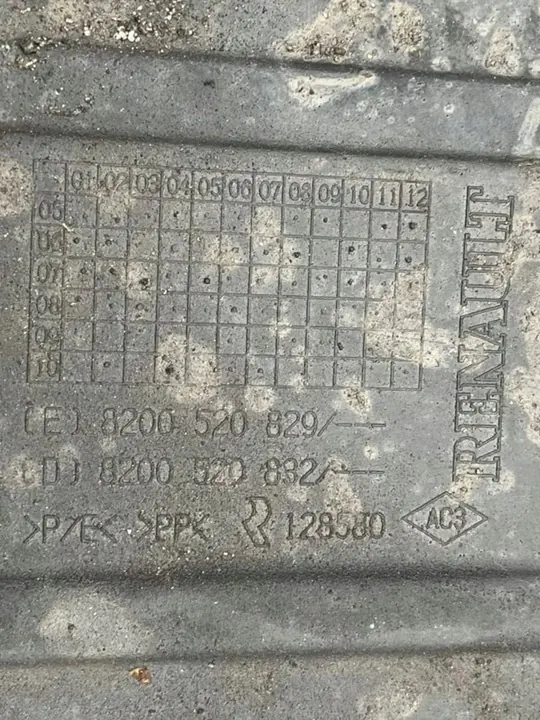 01 02 03 04 05 06 07 08 09 10 11 12
05
06
07
08
09
10
(E) 8200 520 829/---
(D) 8200 520 832/---
>P/E< >PP< 128580
AC3
RENAULT